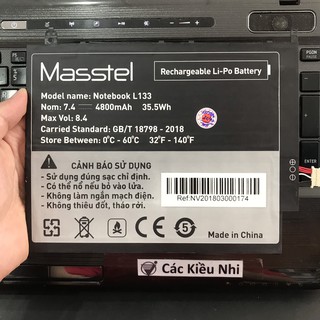 Masstel
Rechargeable Li-Po Battery
Model name: Notebook L133
Nom: 7.4 4800mAh 35.5Wh
Max Vol: 8.4
Carried Standard: GB/T 18798 - 2018
Store Between: 0°C - 60°C 32°F - 140°F
CẢNH BÁO SỬ DỤNG
- Sử dụng đúng sạc chỉ định.
- Có thể nổ nếu bỏ vào lửa.
- Không làm ngắn mạch điện.
- Không thiêu đốt, tháo rời.
Ref:NV201803000174
5
Made in China
Các Kiều Nhi